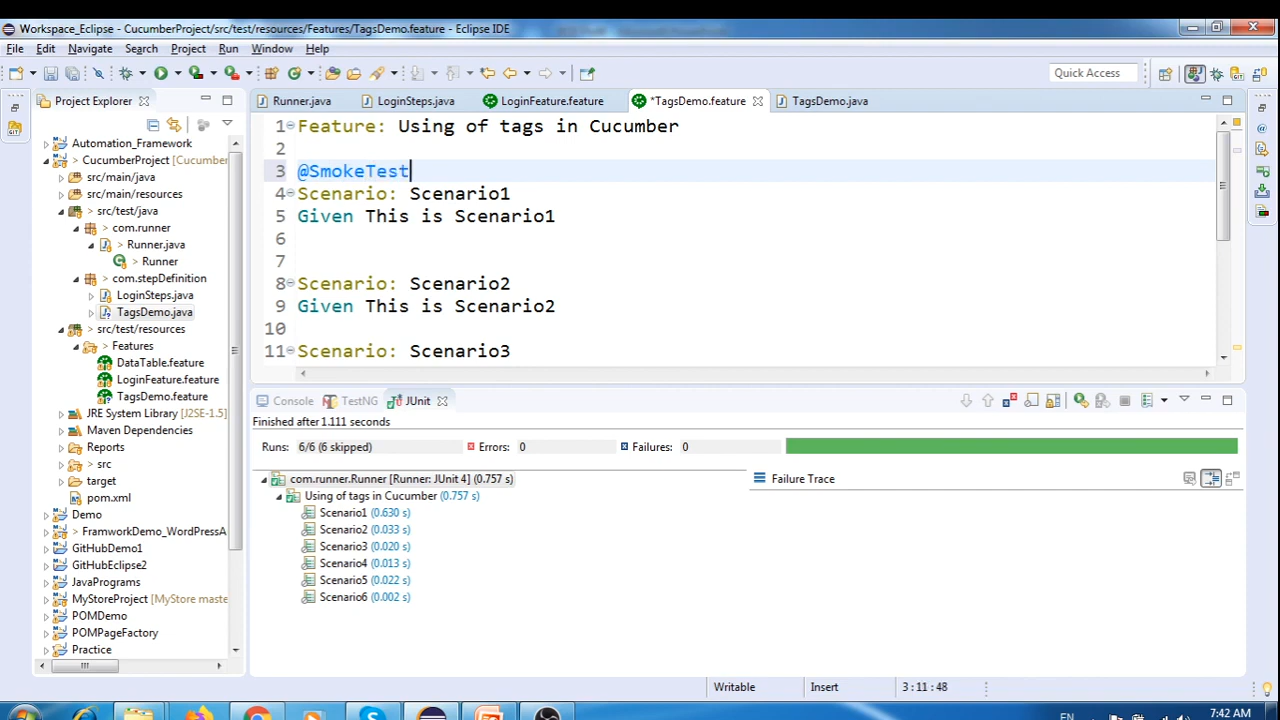 Workspace_Eclipse - CucumberProject/src/test/resources/Features/TagsDemo.feature - Eclipse IDE
File Edit Navigate Search Project Run Window Help
Quick Access
Project Explorer
Runner.java LoginSteps.java LoginFeature.feature *TagsDemo.feature TagsDemo.java
Automation_Framework
> CucumberProject [Cucumber
src/main/java
src/main/resources
> src/test/java
> com.runner
> Runner.java
> Runner
> com.stepDefinition
> LoginSteps.java
TagsDemo.java
> src/test/resources
> Features
DataTable.feature
LoginFeature.feature
TagsDemo.feature
JRE System Library [J2SE-1.5]
Maven Dependencies
Reports
> src
target
pom.xml
Demo
> FramworkDemo_WordPressA
GitHubDemo1
GitHubEclipse2
JavaPrograms
MyStoreProject [MyStore maste
POMDemo
POMPageFactory
Practice
1 Feature: Using of tags in Cucumber
2
3 @SmokeTest
4 Scenario: Scenario1
5 Given This is Scenario1
6
7
8 Scenario: Scenario2
9 Given This is Scenario2
10
11 Scenario: Scenario3
Console TestNG JUnit
Finished after 1.111 seconds
Runs: 6/6 (6 skipped) Errors: 0 Failures: 0
com.runner.Runner [Runner: JUnit 4] (0.757 s)
Using of tags in Cucumber (0.757 s)
Scenario1 (0.630 s)
Scenario2 (0.033 s)
Scenario3 (0.020 s)
Scenario4 (0.013 s)
Scenario5 (0.022 s)
Scenario6 (0.002 s)
Failure Trace
Writable Insert 3 : 11 : 48
EN 7:42 AM